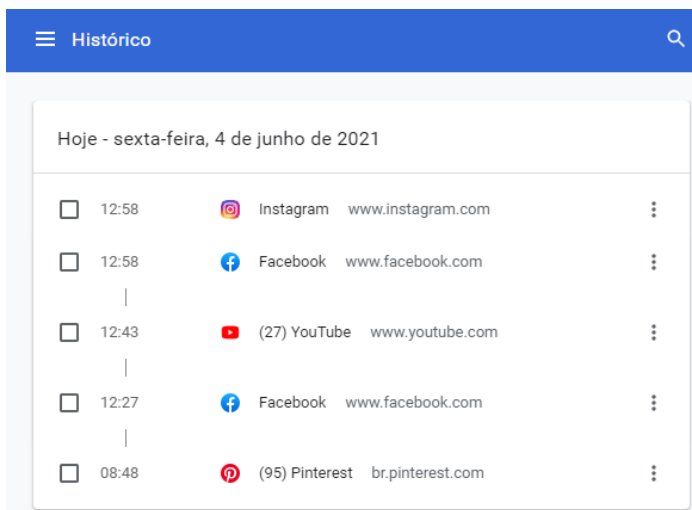 Histórico
Hoje - sexta-feira, 4 de junho de 2021
12:58 Instagram www.instagram.com
12:58 Facebook www.facebook.com
12:43 (27) YouTube www.youtube.com
12:27 Facebook www.facebook.com
08:48 (95) Pinterest br.pinterest.com